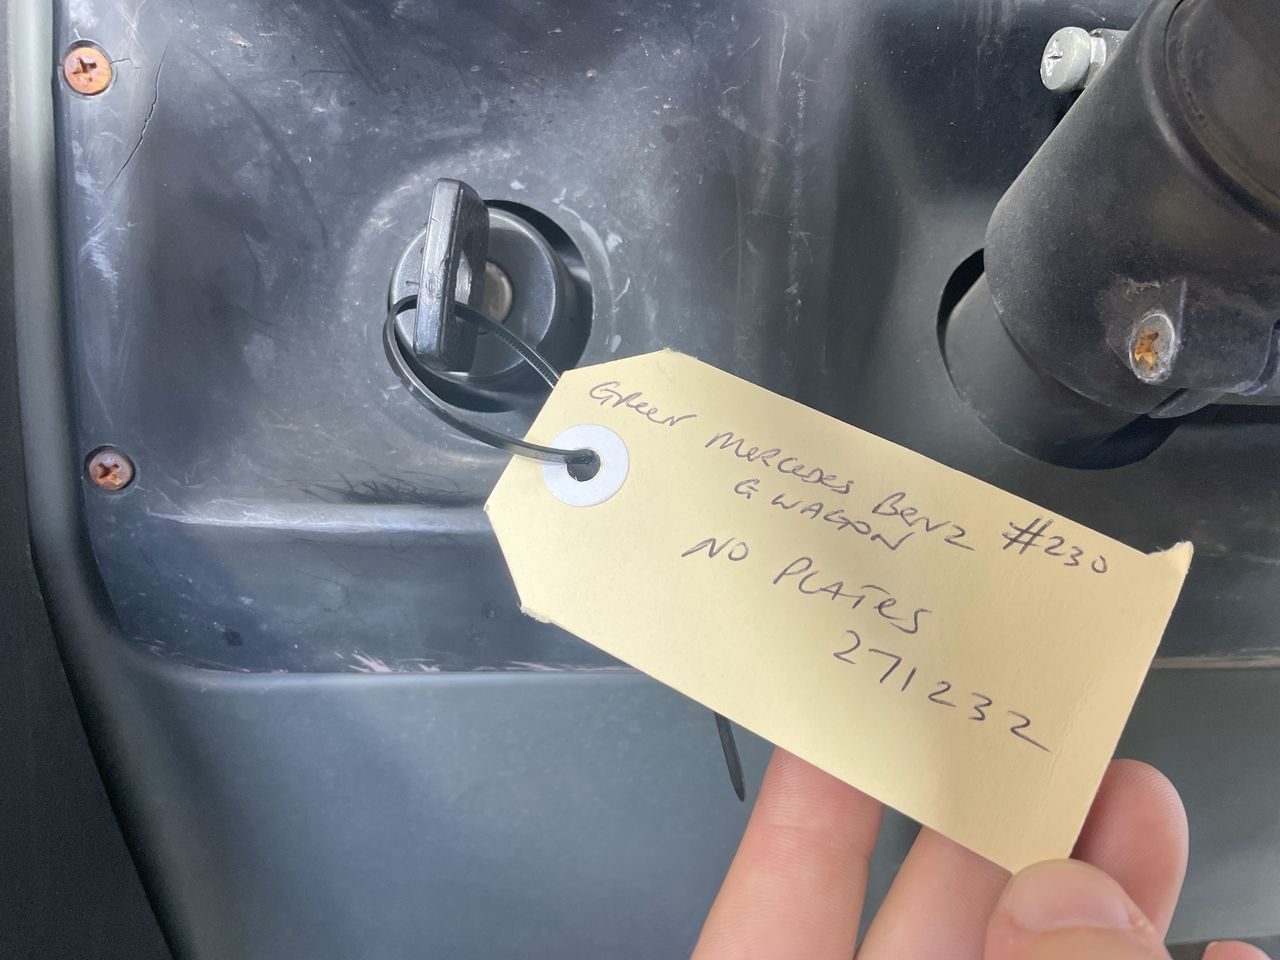 Green Mercedes Benz #230
G WAGON
NO PLATES
271232